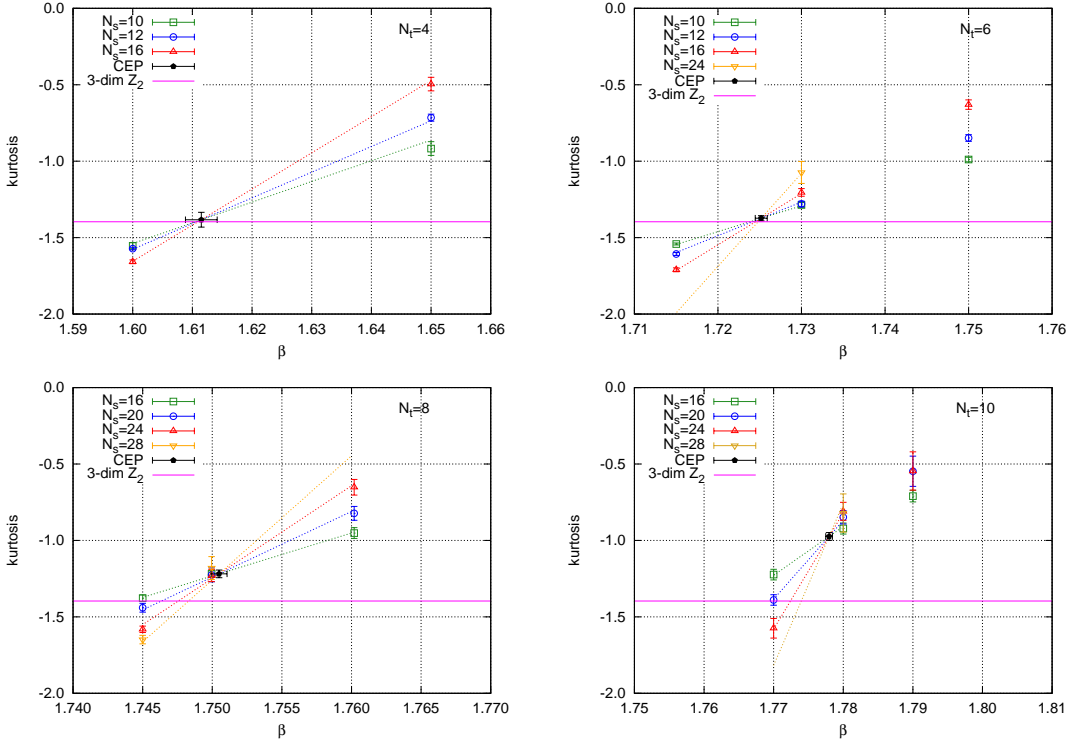 N_t=4
kurtosis
β
0.0
-0.5
-1.0
-1.5
-2.0
1.59 1.60 1.61 1.62 1.63 1.64 1.65 1.66
N_s=10
N_s=12
N_s=16
CEP
3-dim Z_2
N_t=6
kurtosis
β
0.0
-0.5
-1.0
-1.5
-2.0
1.71 1.72 1.73 1.74 1.75 1.76
N_s=10
N_s=12
N_s=16
N_s=24
CEP
3-dim Z_2
N_t=8
kurtosis
β
0.0
-0.5
-1.0
-1.5
-2.0
1.740 1.745 1.750 1.755 1.760 1.765 1.770
N_s=16
N_s=20
N_s=24
N_s=28
CEP
3-dim Z_2
N_t=10
kurtosis
β
0.0
-0.5
-1.0
-1.5
-2.0
1.75 1.76 1.77 1.78 1.79 1.80 1.81
N_s=16
N_s=20
N_s=24
N_s=28
CEP
3-dim Z_2